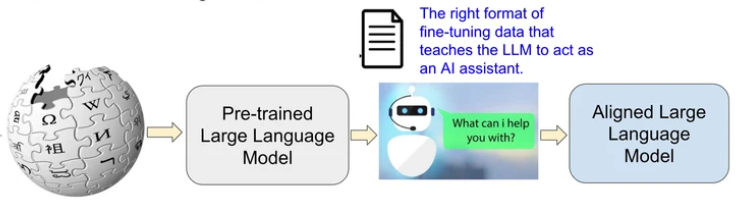 The right format of
fine-tuning data that
teaches the LLM to act as
an AI assistant.
Ω
W
И
祖
Pre-trained
Large Language
Model
What can i help
you with?
Aligned Large
Language
Model